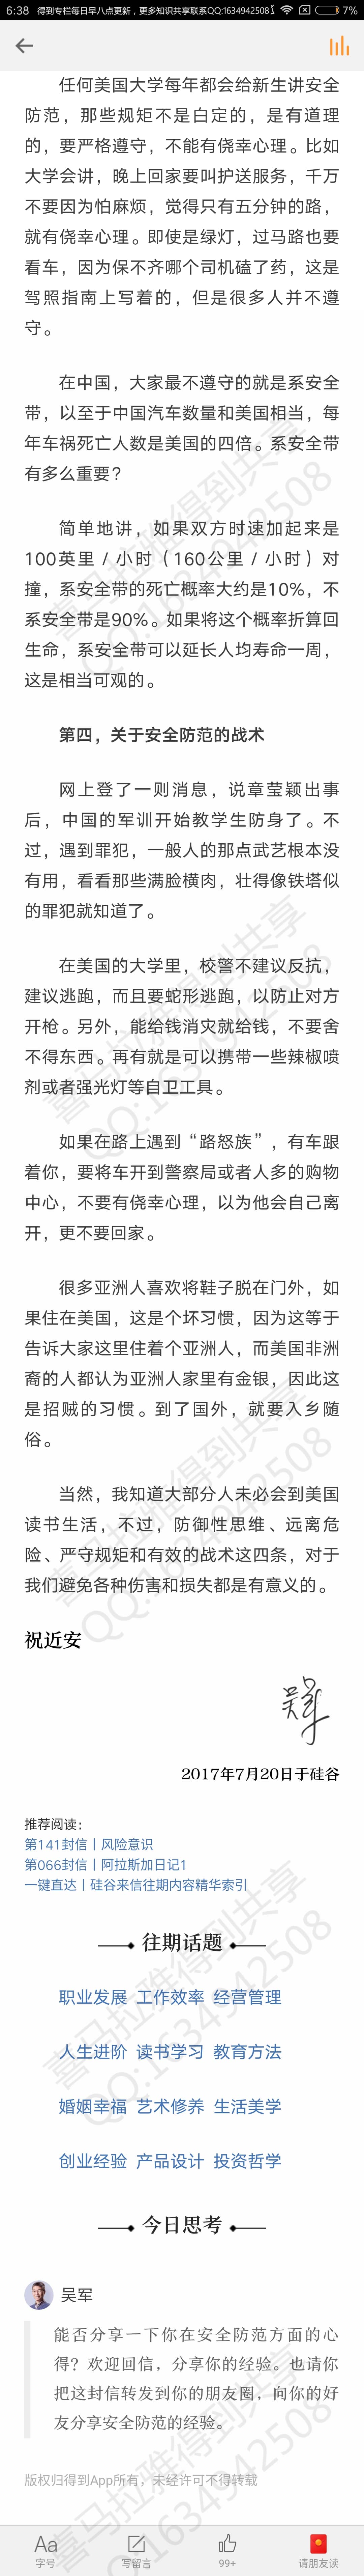 6:38 得到专栏每日早八点更新，更多知识共享联系QQ:1634942508 7%
任何美国大学每年都会给新生讲安全
防范，那些规矩不是白定的，是有道理
的，要严格遵守，不能有侥幸心理。比如
大学会讲，晚上回家要叫护送服务，千万
不要因为怕麻烦，觉得只有五分钟的路，
就有侥幸心理。即使是绿灯，过马路也要
看车，因为保不齐哪个司机磕了药，这是
驾照指南上写着的，但是很多人并不遵
守。
在中国，大家最不遵守的就是系安全
带，以至于中国汽车数量和美国相当，每
年车祸死亡人数是美国的四倍。系安全带
有多么重要？
简单地讲，如果双方时速加起来是
100英里／小时（160公里／小时）对
撞，系安全带的死亡概率大约是10%，不
系安全带是90%。如果将这个概率折算回
生命，系安全带可以延长人均寿命一周，
这是相当可观的。
第四，关于安全防范的战术
网上登了一则消息，说章莹颖出事
后，中国的军训开始教学生防身了。不
过，遇到罪犯，一般人的那点武艺根本没
有用，看看那些满脸横肉，壮得像铁塔似
的罪犯就知道了。
在美国的大学里，校警不建议反抗，
建议逃跑，而且要蛇形逃跑，以防止对方
开枪。另外，能给钱消灾就给钱，不要舍
不得东西。再有就是可以携带一些辣椒喷
剂或者强光灯等自卫工具。
如果在路上遇到“路怒族”，有车跟
着你，要将车开到警察局或者人多的购物
中心，不要有侥幸心理，以为他会自己离
开，更不要回家。
很多亚洲人喜欢将鞋子脱在门外，如
果住在美国，这是个坏习惯，因为这等于
告诉大家这里住着个亚洲人，而美国非洲
裔的人都认为亚洲人家里有金银，因此这
是招贼的习惯。到了国外，就要入乡随
俗。
当然，我知道大部分人未必会到美国
读书生活，不过，防御性思维、远离危
险、严守规矩和有效的战术这四条，对于
我们避免各种伤害和损失都是有意义的。
祝近安
吴军
2017年7月20日于硅谷
推荐阅读：
第141封信丨风险意识
第066封信丨阿拉斯加日记1
一键直达丨硅谷来信往期内容精华索引
往期话题
职业发展 工作效率 经营管理
人生进阶 读书学习 教育方法
婚姻幸福 艺术修养 生活美学
创业经验 产品设计 投资哲学
今日思考
吴军
能否分享一下你在安全防范方面的心
得？欢迎回信，分享你的经验。也请你
把这封信转发到你的朋友圈，向你的好
友分享安全防范的经验。
版权归得到App所有，未经许可不得转载
Aa
字号 写留言 99+ 请朋友读
喜马拉雅得到共享
QQ:1634942508
喜马拉雅得到共享
QQ:1634942508
喜马拉雅得到共享
QQ:1634942508
喜马拉雅得到共享
QQ:1634942508
喜马拉雅得到共享
QQ:1634942508